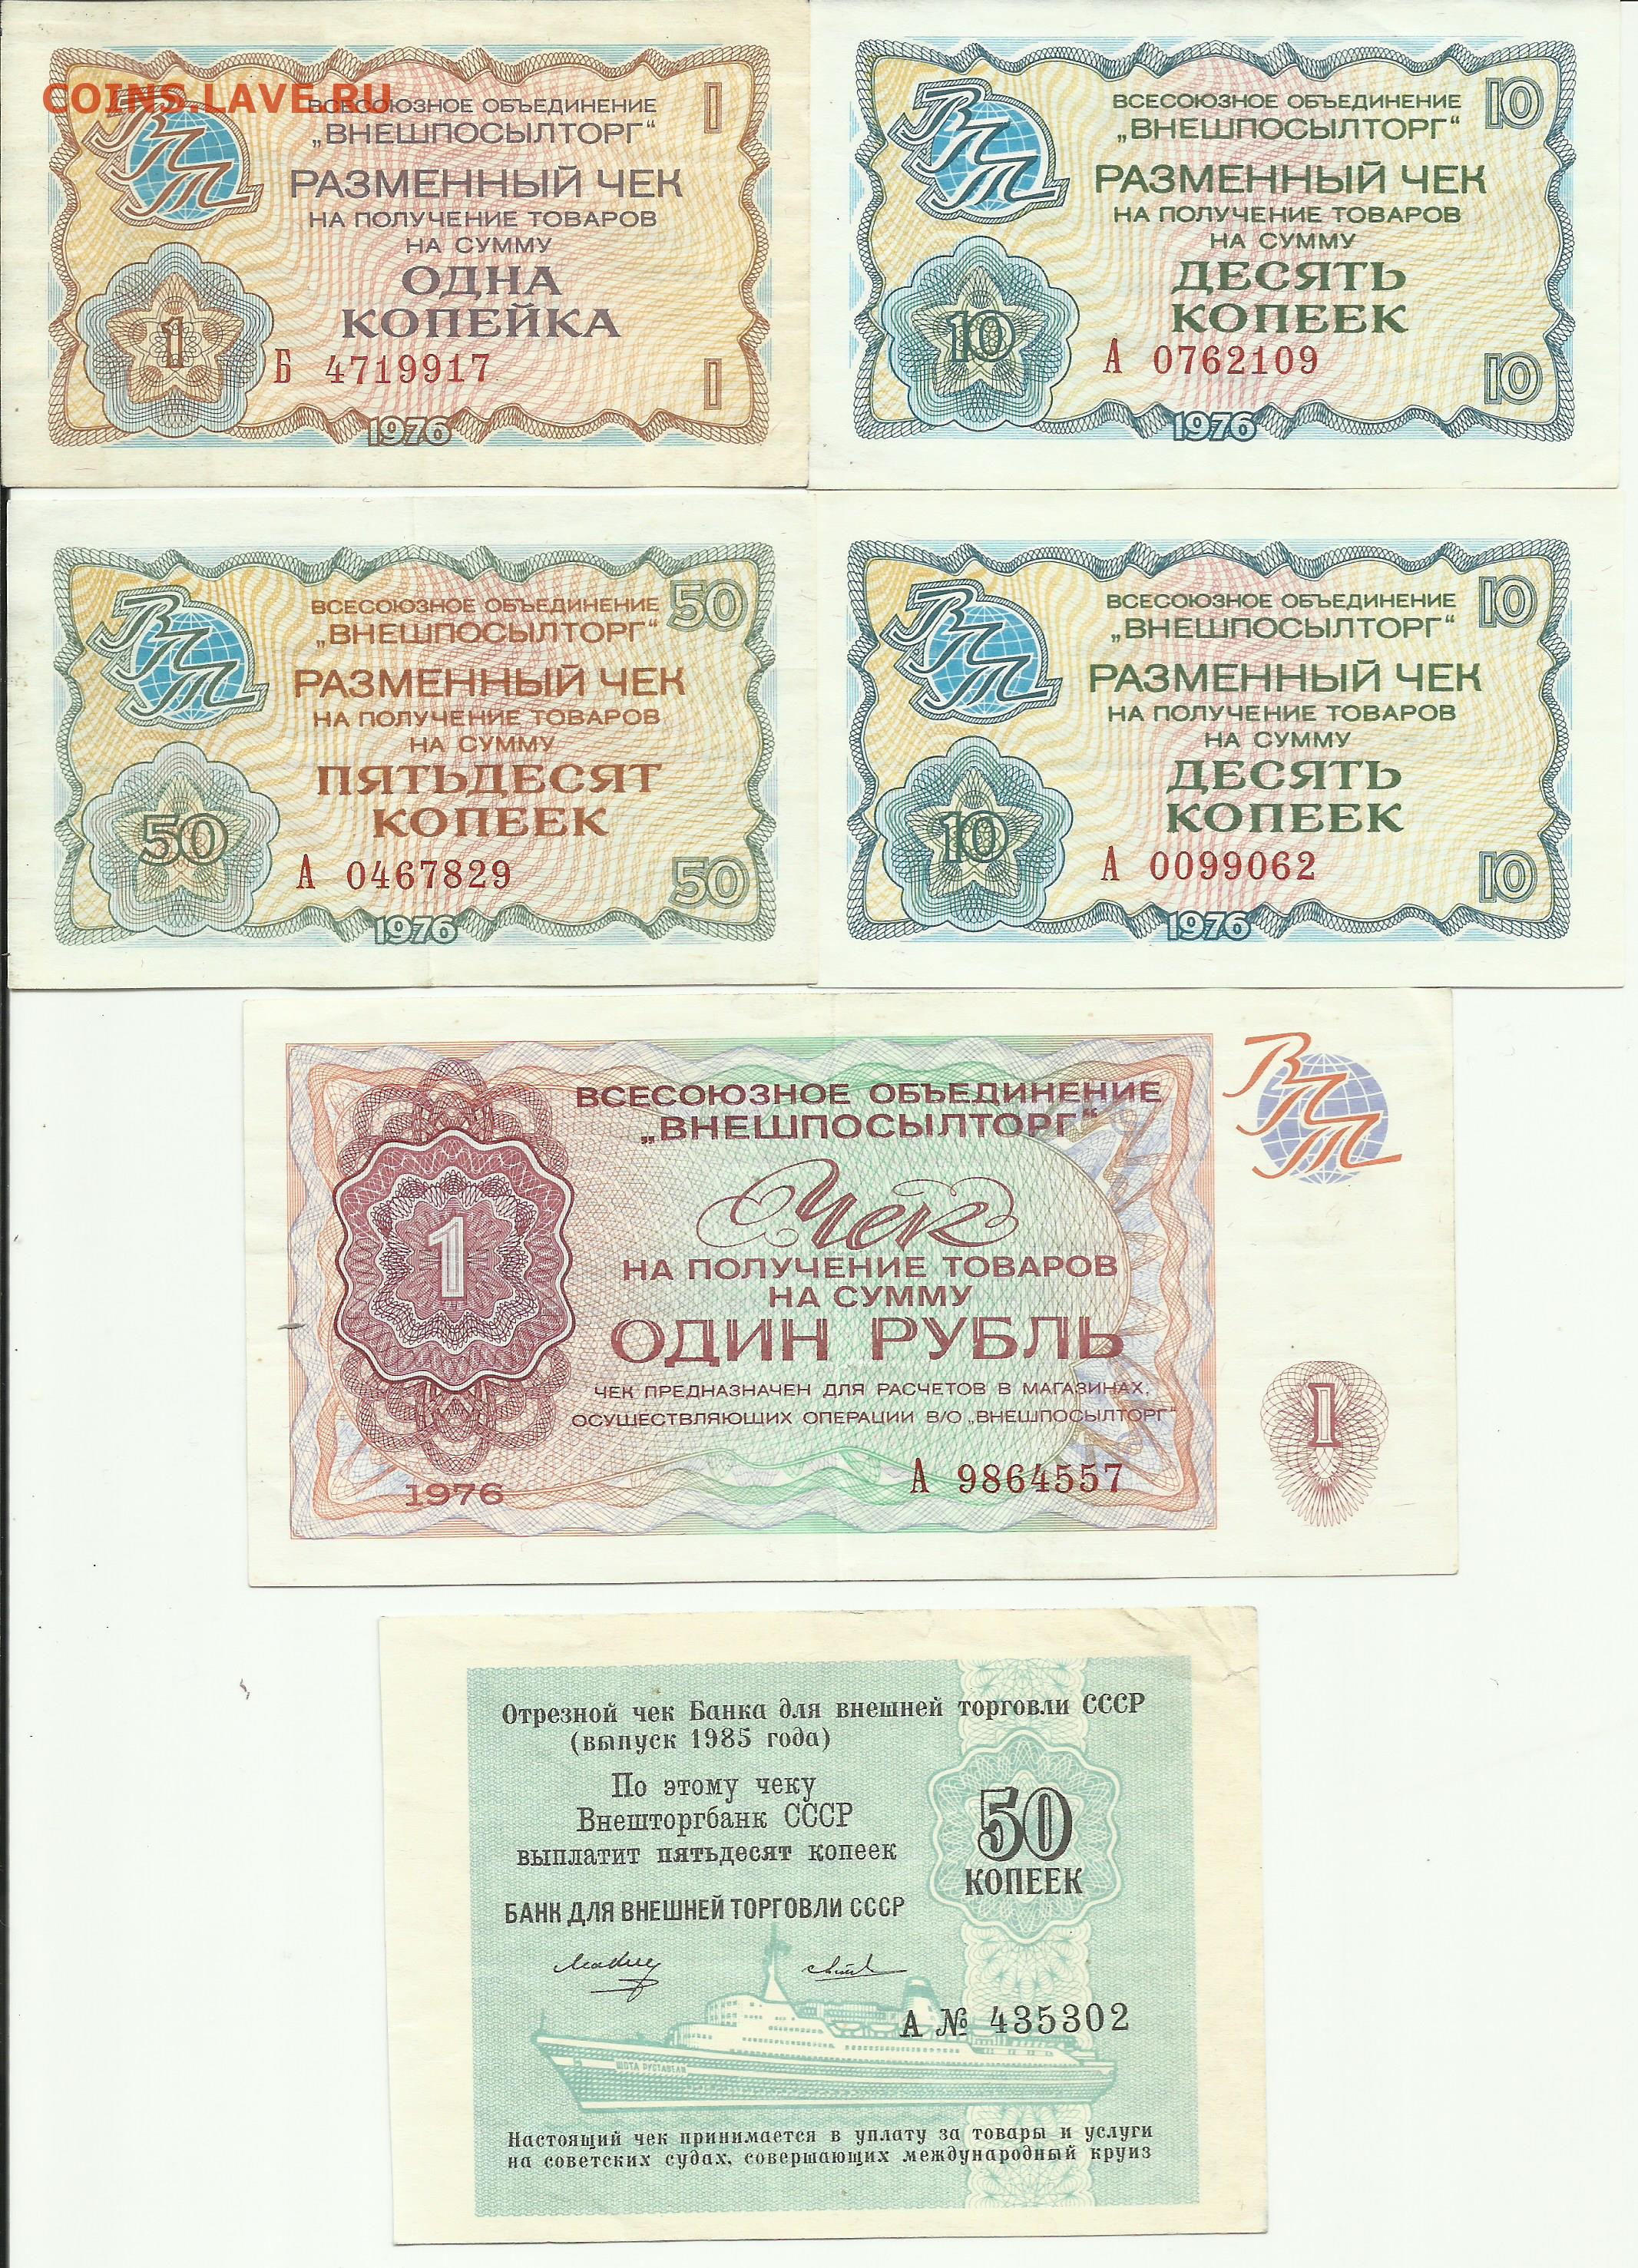 COINS.LAVE.RU
ВПТ
ВСЕСОЮЗНОЕ ОБЪЕДИНЕНИЕ
„ВНЕШПОСЫЛТОРГ“
1
РАЗМЕННЫЙ ЧЕК
НА ПОЛУЧЕНИЕ ТОВАРОВ
НА СУММУ
ОДНА
КОПЕЙКА
1
Б 4719917
1
1976
ВПТ
ВСЕСОЮЗНОЕ ОБЪЕДИНЕНИЕ
„ВНЕШПОСЫЛТОРГ“
10
РАЗМЕННЫЙ ЧЕК
НА ПОЛУЧЕНИЕ ТОВАРОВ
НА СУММУ
ДЕСЯТЬ
КОПЕЕК
10
А 0762109
10
1976
ВПТ
ВСЕСОЮЗНОЕ ОБЪЕДИНЕНИЕ
„ВНЕШПОСЫЛТОРГ“
50
РАЗМЕННЫЙ ЧЕК
НА ПОЛУЧЕНИЕ ТОВАРОВ
НА СУММУ
ПЯТЬДЕСЯТ
КОПЕЕК
50
А 0467829
50
1976
ВПТ
ВСЕСОЮЗНОЕ ОБЪЕДИНЕНИЕ
„ВНЕШПОСЫЛТОРГ“
10
РАЗМЕННЫЙ ЧЕК
НА ПОЛУЧЕНИЕ ТОВАРОВ
НА СУММУ
ДЕСЯТЬ
КОПЕЕК
10
А 0099062
10
1976
ВСЕСОЮЗНОЕ ОБЪЕДИНЕНИЕ
„ВНЕШПОСЫЛТОРГ“
ВПТ
Чек
1
НА ПОЛУЧЕНИЕ ТОВАРОВ
НА СУММУ
ОДИН РУБЛЬ
ЧЕК ПРЕДНАЗНАЧЕН ДЛЯ РАСЧЕТОВ В МАГАЗИНАХ,
ОСУЩЕСТВЛЯЮЩИХ ОПЕРАЦИИ В/О „ВНЕШПОСЫЛТОРГ“
1
А 9864557
1976
Отрезной чек Банка для внешней торговли СССР
(выпуск 1985 года)
По этому чеку
Внешторгбанк СССР
выплатит пятьдесят копеек
50
КОПЕЕК
БАНК ДЛЯ ВНЕШНЕЙ ТОРГОВЛИ СССР
А № 435302
ШОТА РУСТАВЕЛИ
Настоящий чек принимается в уплату за товары и услуги
на советских судах, совершающих международный круиз